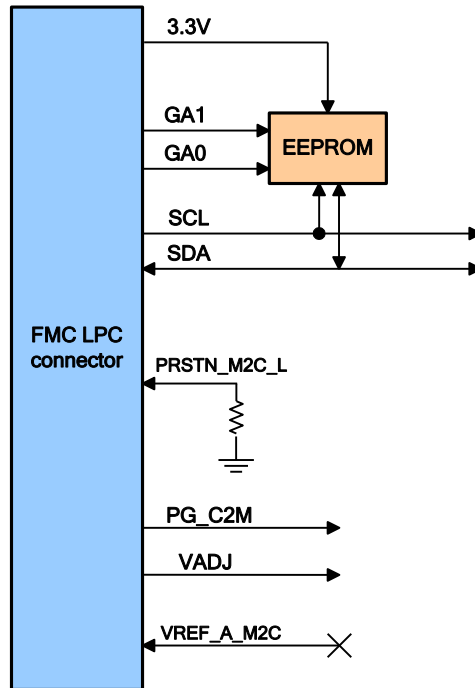 3.3V
GA1
EEPROM
GA0
SCL
SDA
FMC LPC
connector
PRSTN_M2C_L
PG_C2M
VADJ
VREF_A_M2C